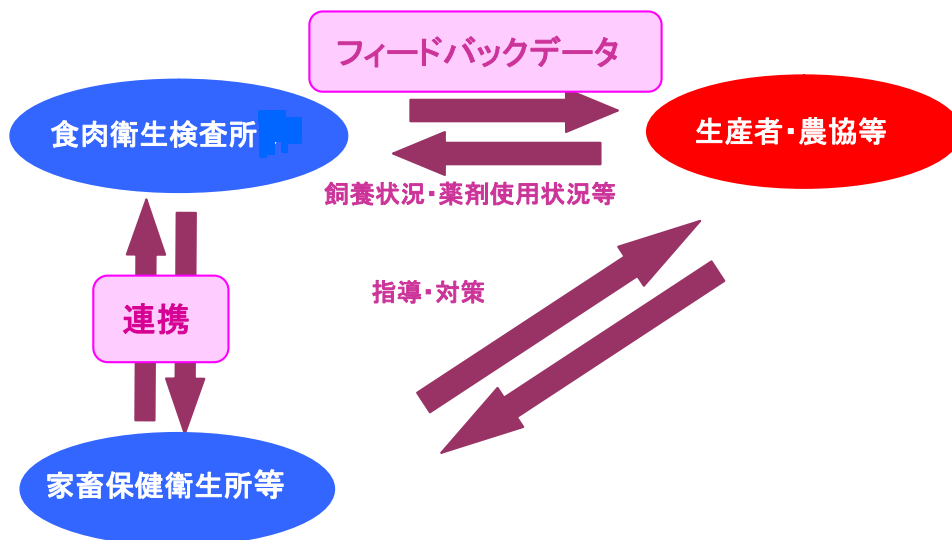 フィードバックデータ
食肉衛生検査所
生産者・農協等
飼養状況・薬剤使用状況等
指導・対策
連携
家畜保健衛生所等